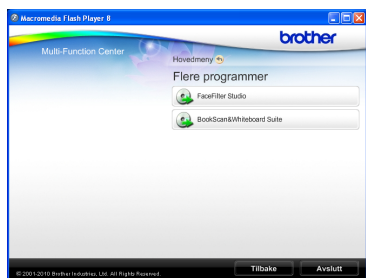 Macromedia Flash Player 8
brother
Multi-Function Center
Hovedmeny
Flere programmer
FaceFilter Studio
BookScan&Whiteboard Suite
© 2001-2010 Brother Industries, Ltd. All Rights Reserved.
Tilbake
Avslutt